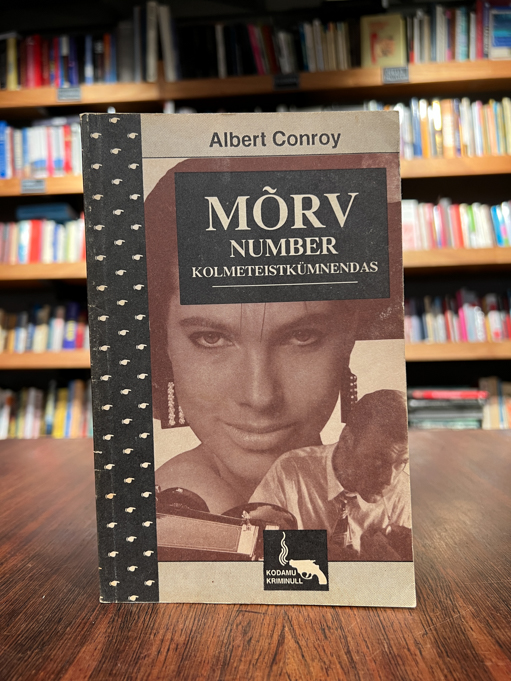 Albert Conroy
MÕRV
NUMBER
KOLMETEISTKÜMNENDAS
KODAMU
KRIMINULL